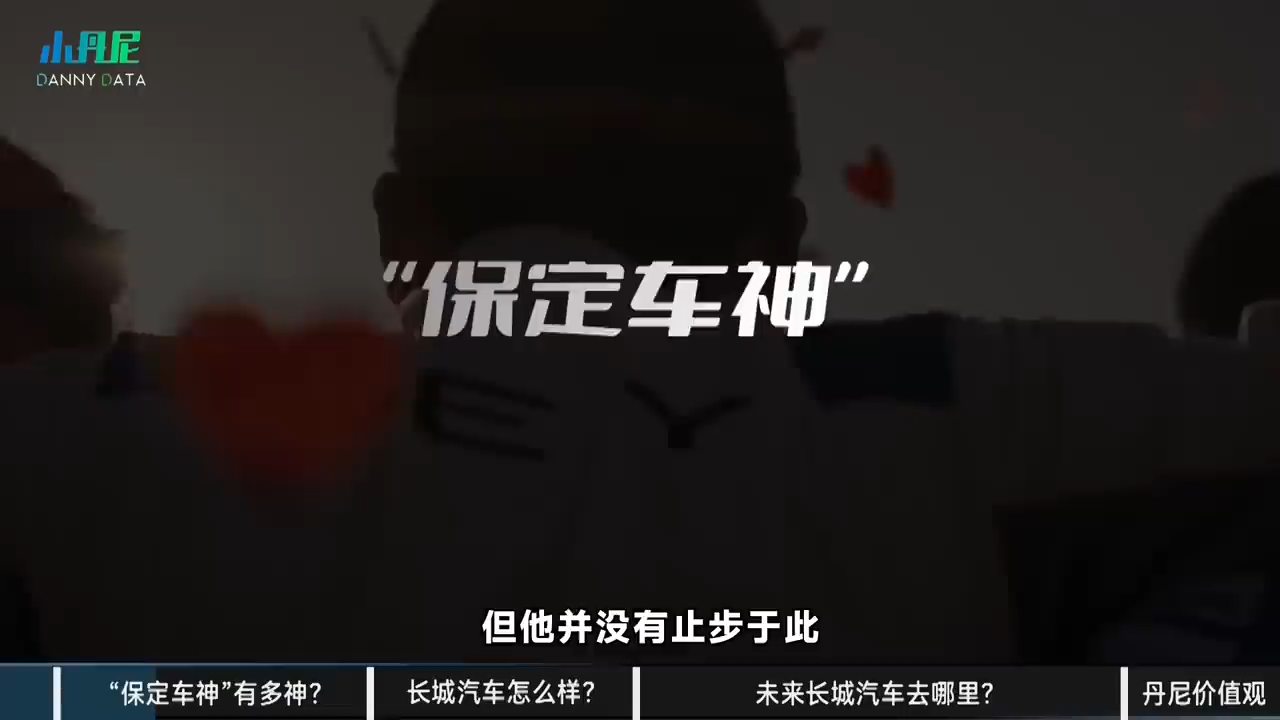 小丹尼
DANNY DATA
“保定车神”
E Y
但他并没有止步于此
“保定车神”有多神？
长城汽车怎么样？
未来长城汽车去哪里？
丹尼价值观